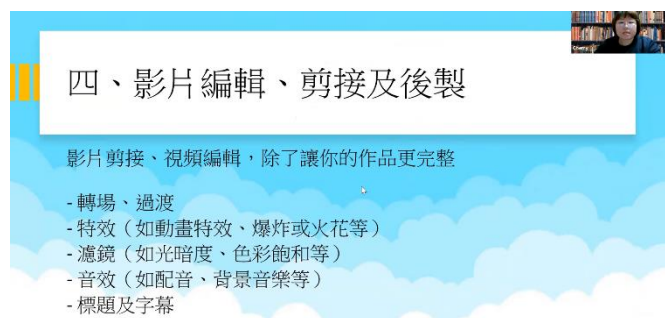 四、影片編輯、剪接及後製
影片剪接、視頻編輯，除了讓你的作品更完整
- 轉場、過渡
- 特效（如動畫特效、爆炸或火花等）
- 濾鏡（如光暗度、色彩飽和等）
- 音效（如配音、背景音樂等）
- 標題及字幕